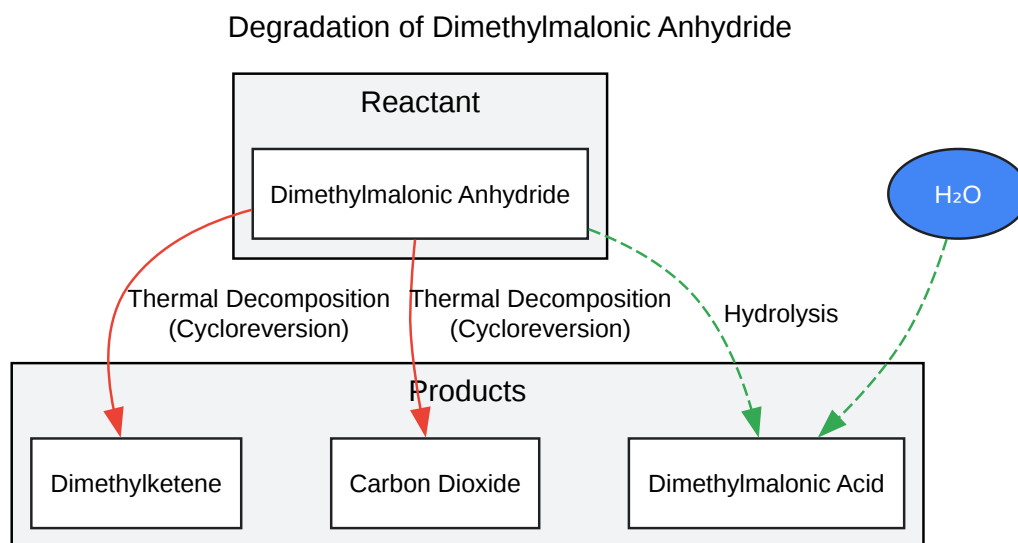 Degradation of Dimethylmalonic Anhydride
Reactant
Dimethylmalonic Anhydride
H₂O
Thermal Decomposition
(Cycloreversion)
Thermal Decomposition
(Cycloreversion)
Hydrolysis
Products
Dimethylketene
Carbon Dioxide
Dimethylmalonic Acid